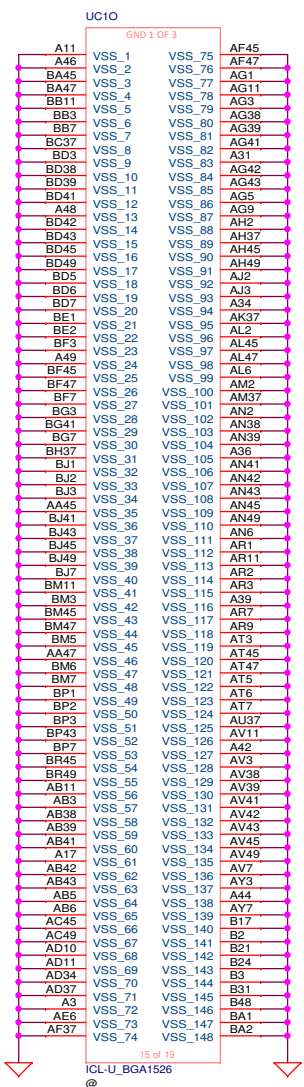 UC1O
GND 1 OF 3
A11 VSS_1 VSS_75 AF45
A46 VSS_2 VSS_76 AF47
BA45 VSS_3 VSS_77 AG1
BA47 VSS_4 VSS_78 AG11
BB11 VSS_5 VSS_79 AG3
BB3 VSS_6 VSS_80 AG38
BB7 VSS_7 VSS_81 AG39
BC37 VSS_8 VSS_82 AG41
BD3 VSS_9 VSS_83 A31
BD38 VSS_10 VSS_84 AG42
BD39 VSS_11 VSS_85 AG43
BD41 VSS_12 VSS_86 AG5
A48 VSS_13 VSS_87 AG9
BD42 VSS_14 VSS_88 AH2
BD43 VSS_15 VSS_89 AH37
BD45 VSS_16 VSS_90 AH45
BD49 VSS_17 VSS_91 AH49
BD5 VSS_18 VSS_92 AJ2
BD6 VSS_19 VSS_93 AJ3
BD7 VSS_20 VSS_94 A34
BE1 VSS_21 VSS_95 AK37
BE2 VSS_22 VSS_96 AL2
BF3 VSS_23 VSS_97 AL45
A49 VSS_24 VSS_98 AL47
BF45 VSS_25 VSS_99 AL6
BF47 VSS_26 VSS_100 AM2
BF7 VSS_27 VSS_101 AM37
BG3 VSS_28 VSS_102 AN2
BG41 VSS_29 VSS_103 AN38
BG7 VSS_30 VSS_104 AN39
BH37 VSS_31 VSS_105 A36
BJ1 VSS_32 VSS_106 AN41
BJ2 VSS_33 VSS_107 AN42
BJ3 VSS_34 VSS_108 AN43
AA45 VSS_35 VSS_109 AN45
BJ41 VSS_36 VSS_110 AN49
BJ43 VSS_37 VSS_111 AN6
BJ45 VSS_38 VSS_112 AR1
BJ49 VSS_39 VSS_113 AR11
BJ7 VSS_40 VSS_114 AR2
BM11 VSS_41 VSS_115 AR3
BM3 VSS_42 VSS_116 A39
BM45 VSS_43 VSS_117 AR7
BM47 VSS_44 VSS_118 AR9
BM5 VSS_45 VSS_119 AT3
AA47 VSS_46 VSS_120 AT45
BM6 VSS_47 VSS_121 AT47
BM7 VSS_48 VSS_122 AT5
BP1 VSS_49 VSS_123 AT6
BP2 VSS_50 VSS_124 AT7
BP3 VSS_51 VSS_125 AU37
BP43 VSS_52 VSS_126 AV11
BP7 VSS_53 VSS_127 A42
BR45 VSS_54 VSS_128 AV3
BR49 VSS_55 VSS_129 AV38
AB11 VSS_56 VSS_130 AV39
AB3 VSS_57 VSS_131 AV41
AB38 VSS_58 VSS_132 AV42
AB39 VSS_59 VSS_133 AV43
AB41 VSS_60 VSS_134 AV45
A17 VSS_61 VSS_135 AV49
AB42 VSS_62 VSS_136 AV7
AB43 VSS_63 VSS_137 AY3
AB5 VSS_64 VSS_138 A44
AB6 VSS_65 VSS_139 AY7
AC45 VSS_66 VSS_140 B17
AC49 VSS_67 VSS_141 B2
AD10 VSS_68 VSS_142 B21
AD11 VSS_69 VSS_143 B24
AD34 VSS_70 VSS_144 B3
AD37 VSS_71 VSS_145 B31
A3 VSS_72 VSS_146 B48
AE6 VSS_73 VSS_147 BA1
AF37 VSS_74 VSS_148 BA2
15 of 19
ICL-U_BGA1526
@